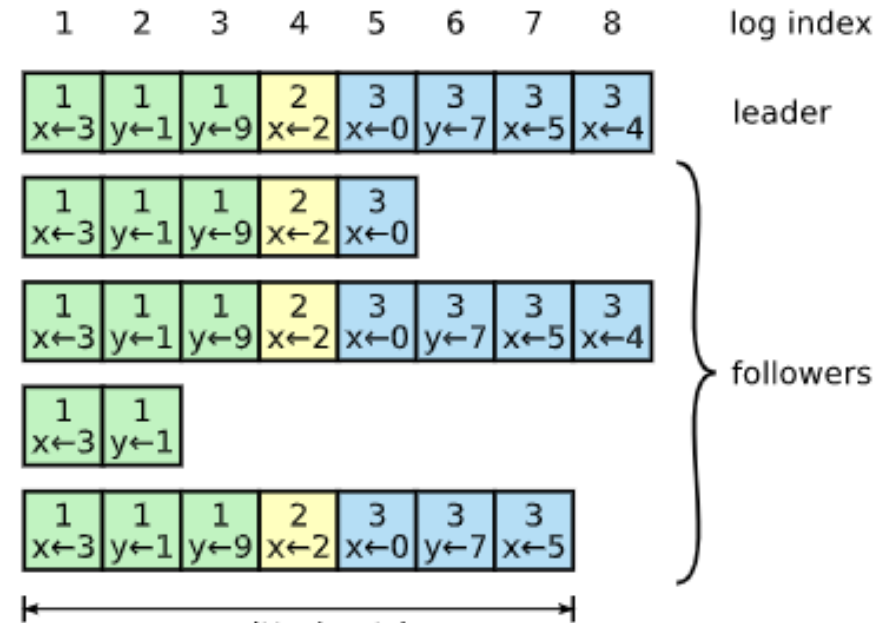 1 2 3 4 5 6 7 8 log index
1 1 1 2 3 3 3 3
x←3 y←1 y←9 x←2 x←0 y←7 x←5 x←4
leader
1 1 1 2 3
x←3 y←1 y←9 x←2 x←0
1 1 1 2 3 3 3 3
x←3 y←1 y←9 x←2 x←0 y←7 x←5 x←4
followers
1 1
x←3 y←1
1 1 1 2 3 3 3
x←3 y←1 y←9 x←2 x←0 y←7 x←5